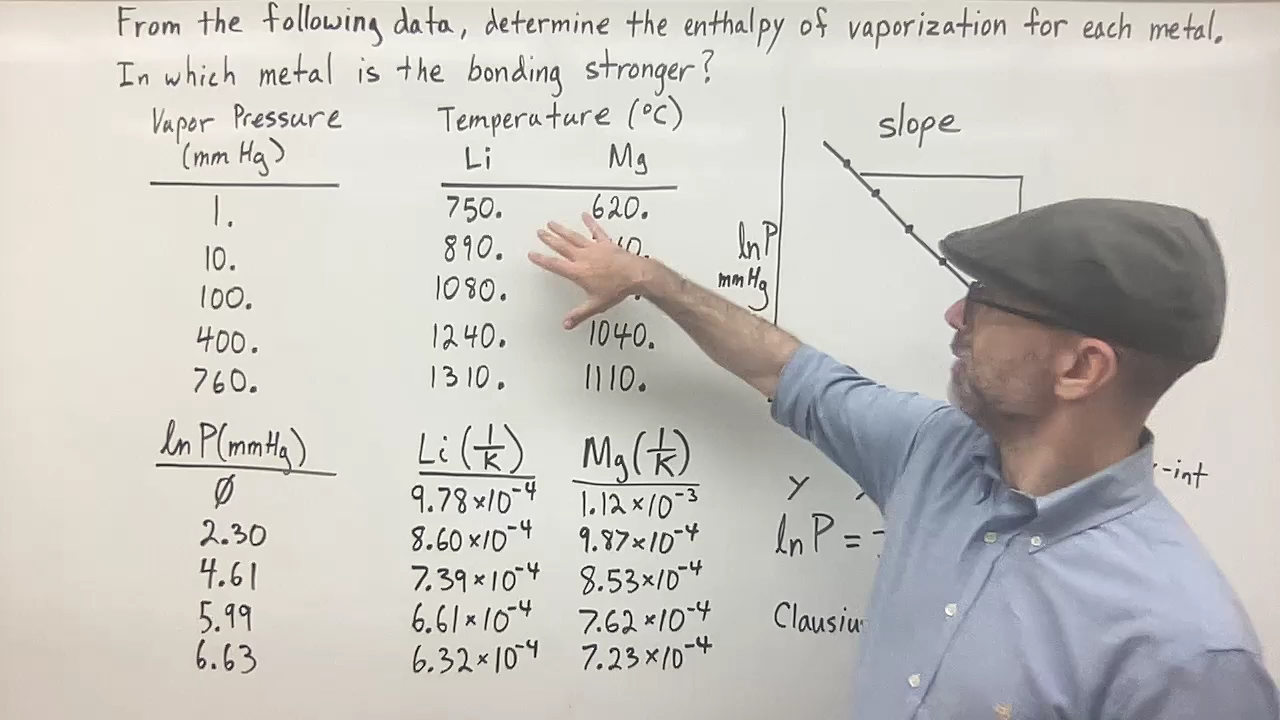 From the following data, determine the enthalpy of vaporization for each metal.
In which metal is the bonding stronger?
Vapor Pressure (mm Hg)
Temperature (°C)
Li Mg
1. 750. 620.
10. 890.
100. 1080.
400. 1240. 1040.
760. 1310. 1110.
ln P(mmHg) Li (1/K) Mg (1/K)
Ø 9.78×10⁻⁴ 1.12×10⁻³
2.30 8.60×10⁻⁴ 9.87×10⁻⁴
4.61 7.39×10⁻⁴ 8.53×10⁻⁴
5.99 6.61×10⁻⁴ 7.62×10⁻⁴
6.63 6.32×10⁻⁴ 7.23×10⁻⁴
slope
ln P
mmHg
-int
y
ln P =